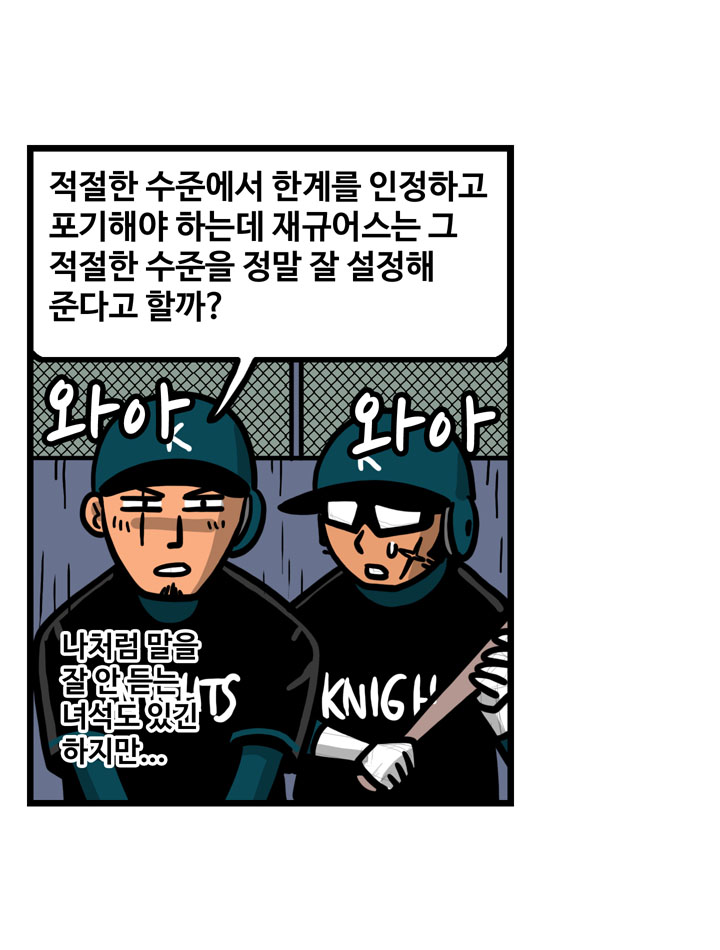 적절한 수준에서 한계를 인정하고
포기해야 하는데 재규어스는 그
적절한 수준을 정말 잘 설정해
준다고 할까?
와아
와아
K
K
나처럼 말을
잘 안 듣는
녀석도 있긴
하지만...
KNIGH